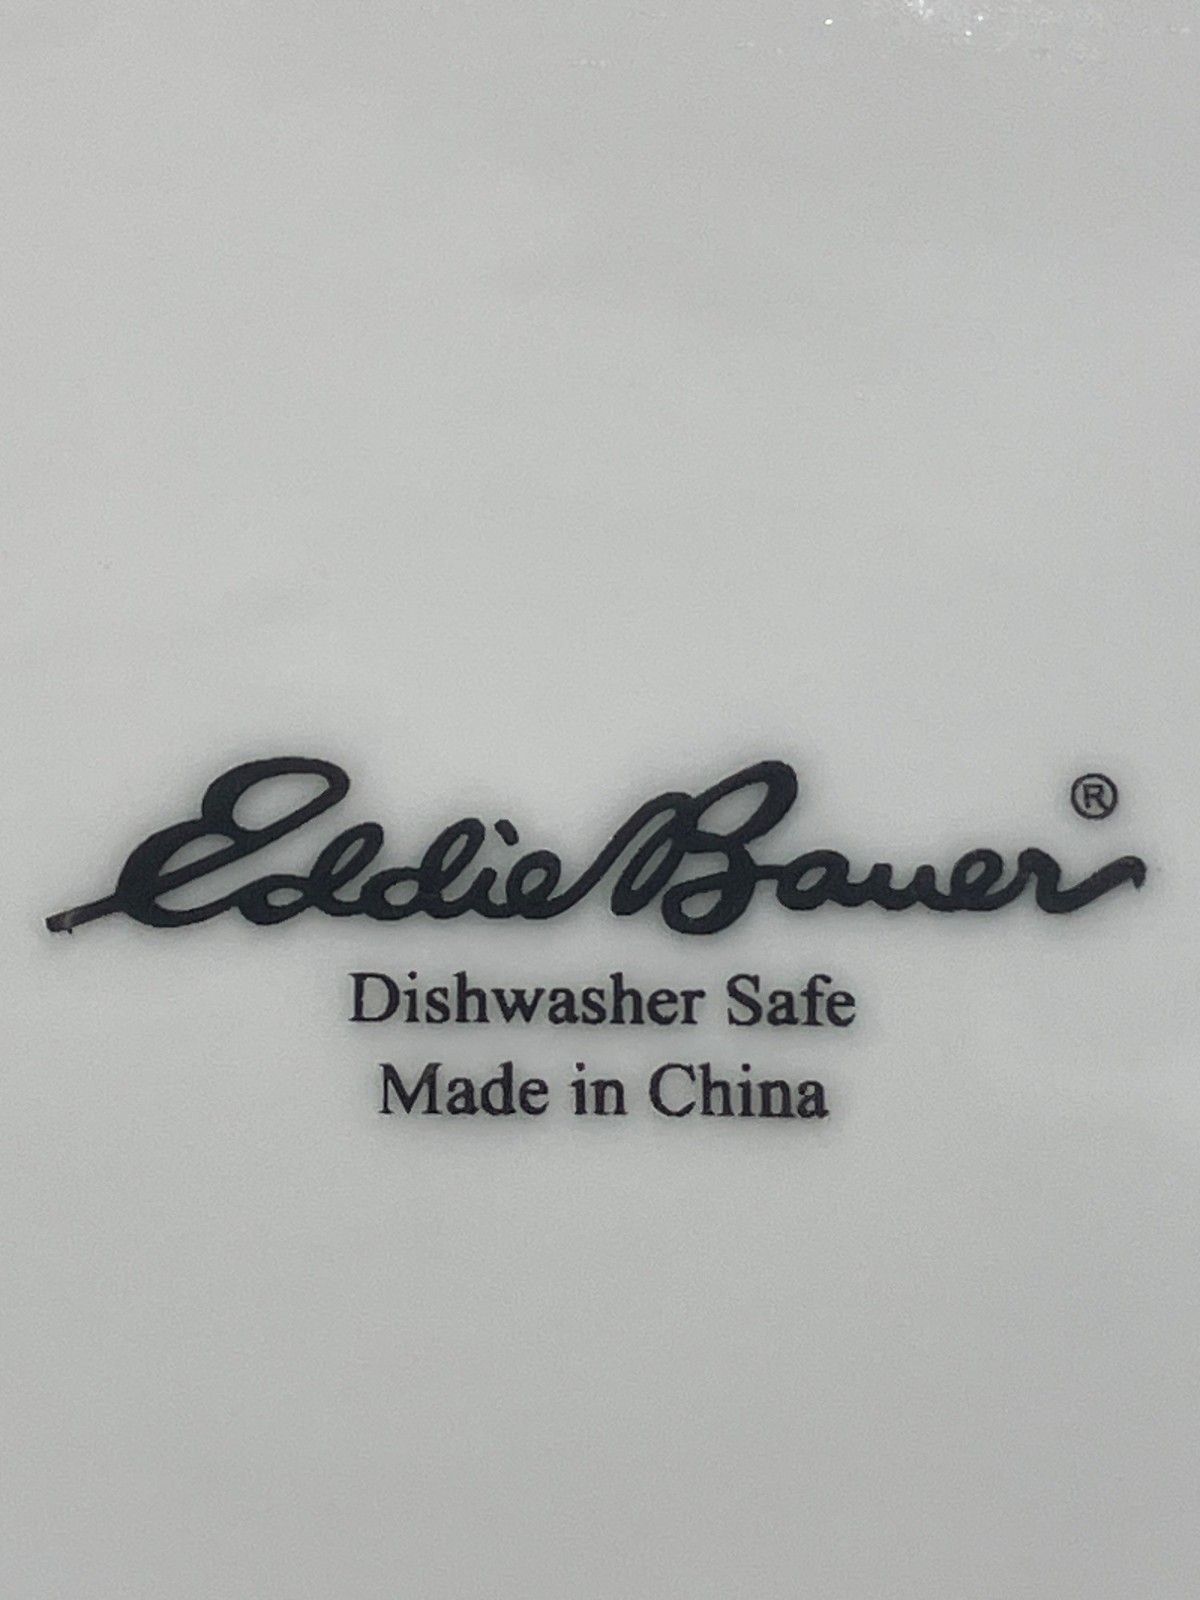 Eddie Bauer®
Dishwasher Safe
Made in China